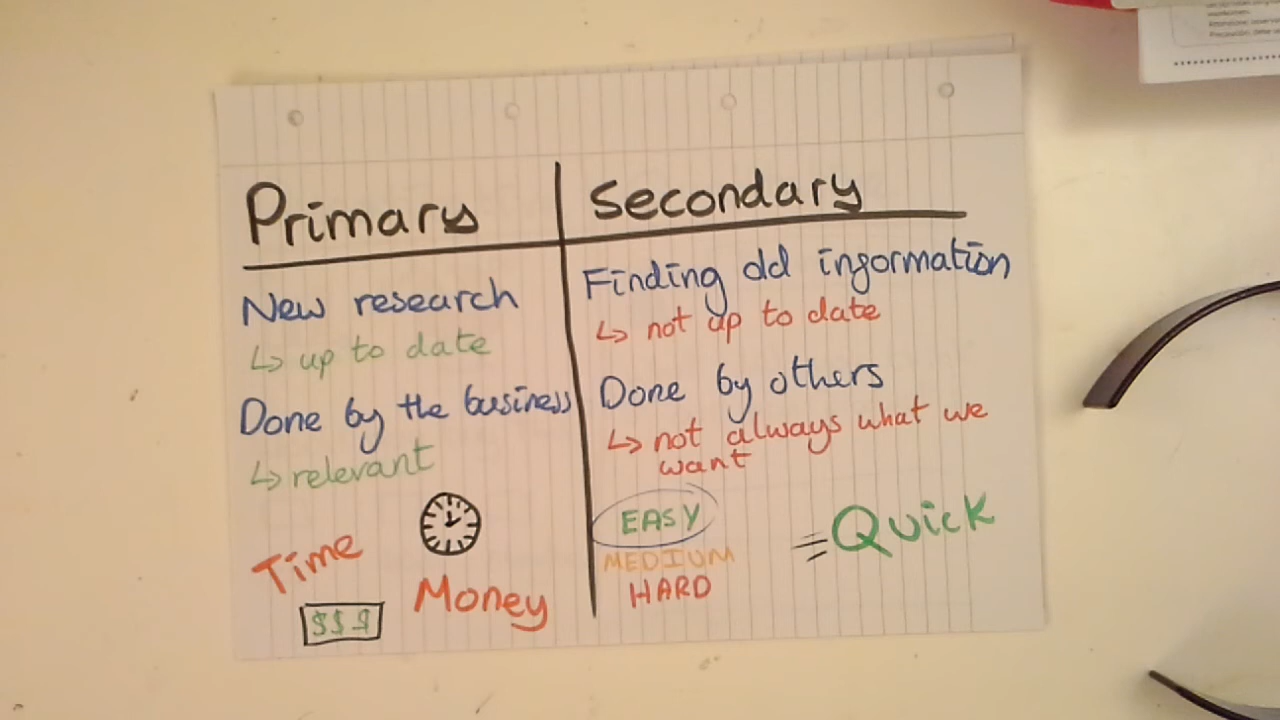 Primary
New research
↳ up to date
Done by the business
↳ relevant
Time
Money
$$$
Secondary
Finding old information
↳ not up to date
Done by others
↳ not always what we
want
EASY
MEDIUM
HARD
= Quick